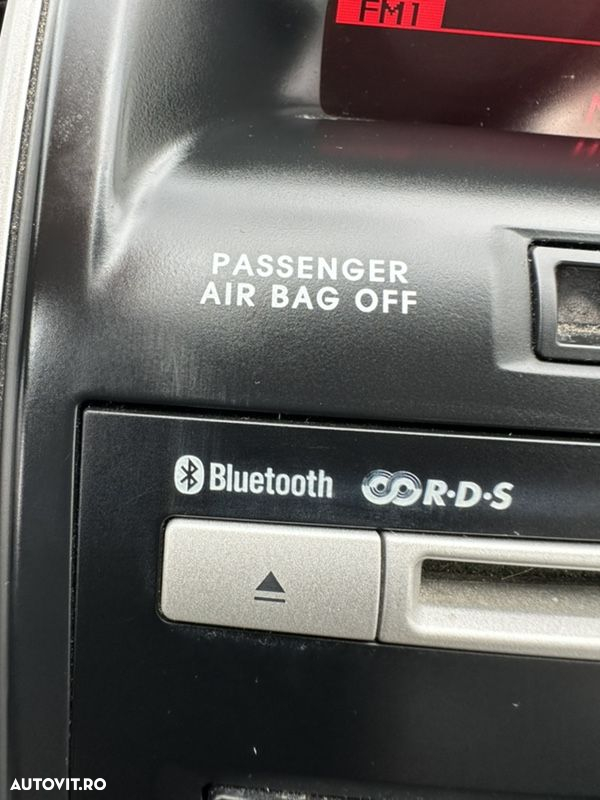 FM1
PASSENGER
AIR BAG OFF
Bluetooth R·D·S
AUTOVIT.RO